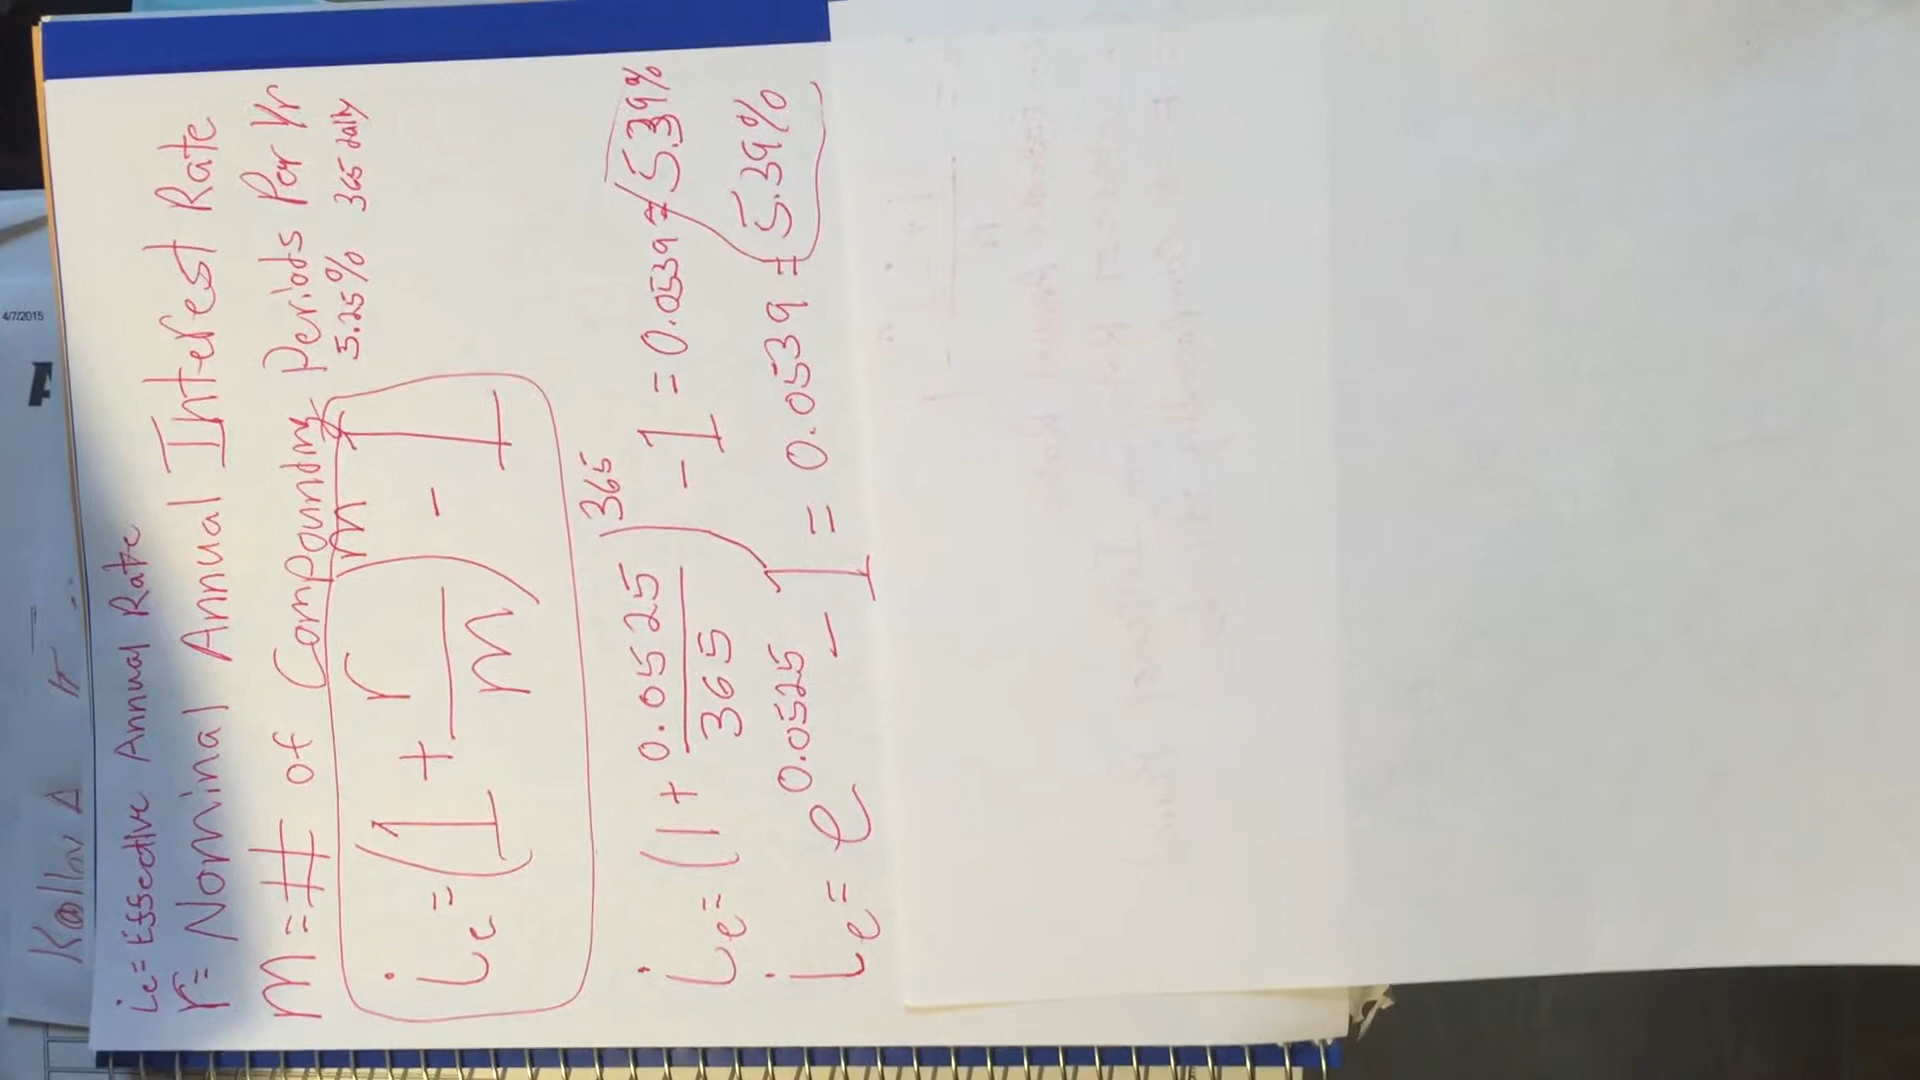 4/7/2015
ie = Effective Annual Rate
r = Nominal Annual Interest Rate
m = # of Compounding Periods Per Yr
5.25% 365 daily
ie = (1 + r/m)^m - 1
ie = (1 + 0.0525/365)^365 - 1 = 0.0539 = 5.39%
ie = e^0.0525 - 1 = 0.0539 = 5.39%